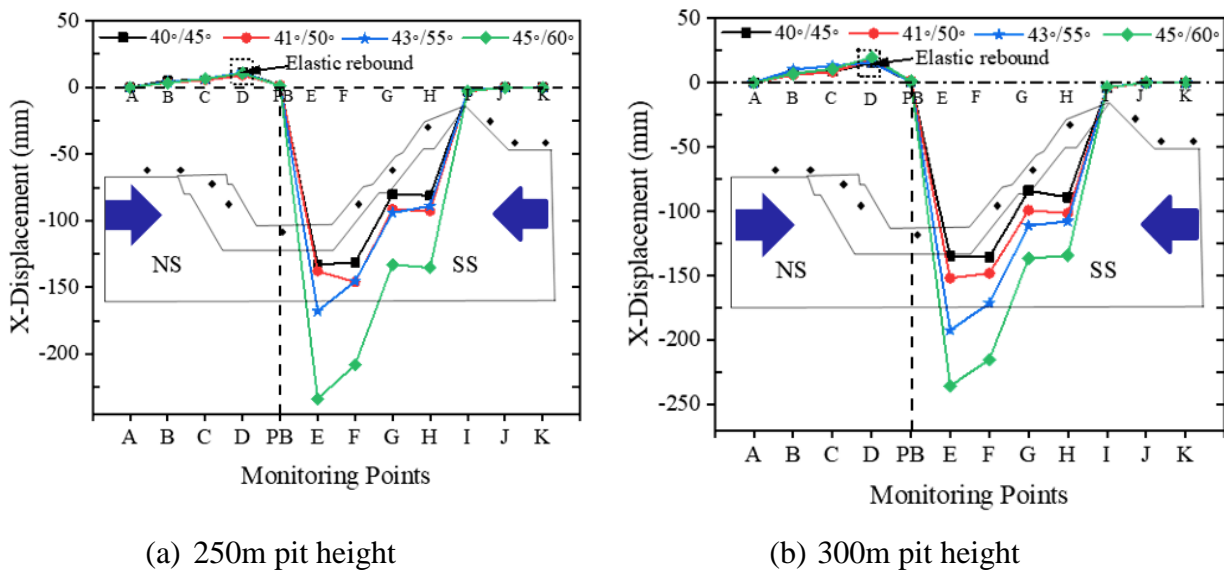 50
0
-50
-100
-150
-200
X-Displacement (mm)
40°/45° 41°/50° 43°/55° 45°/60°
Elastic rebound
A B C D PB E F G H I J K
NS SS
A B C D PB E F G H I J K
Monitoring Points
(a) 250m pit height
50
0
-50
-100
-150
-200
-250
X-Displacement (mm)
40°/45° 41°/50° 43°/55° 45°/60°
Elastic rebound
A B C D PB E F G H I J K
NS SS
A B C D PB E F G H I J K
Monitoring Points
(b) 300m pit height